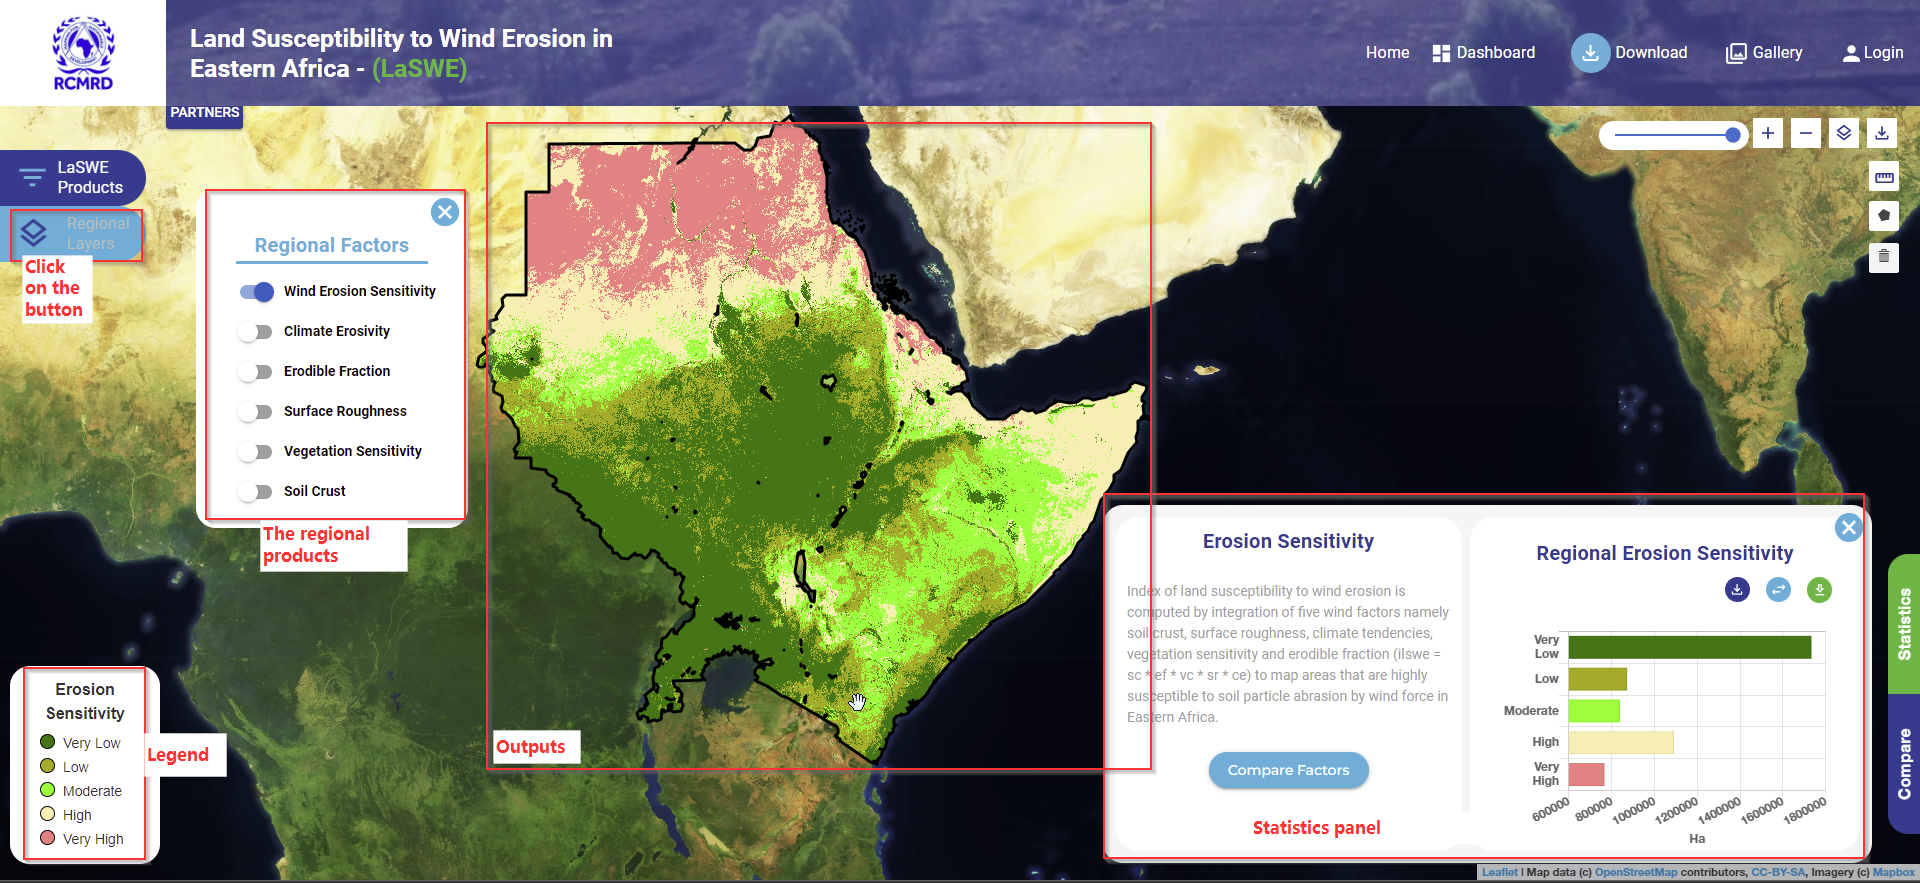 RCMRD
Land Susceptibility to Wind Erosion in
Eastern Africa - (LaSWE)
Home
Dashboard
Download
Gallery
Login
PARTNERS
LaSWE
Products
Regional
Layers
Click
on the
button
Regional Factors
Wind Erosion Sensitivity
Climate Erosivity
Erodible Fraction
Surface Roughness
Vegetation Sensitivity
Soil Crust
The regional
products
Outputs
Erosion
Sensitivity
Very Low
Low
Moderate
High
Very High
Legend
Erosion Sensitivity
Index of land susceptibility to wind erosion is
computed by integration of five wind factors namely
soil crust, surface roughness, climate tendencies,
vegetation sensitivity and erodible fraction (ilswe =
sc * ef * vc * sr * ce) to map areas that are highly
susceptible to soil particle abrasion by wind force in
Eastern Africa.
Compare Factors
Statistics panel
Regional Erosion Sensitivity
Very
Low
Low
Moderate
High
Very
High
600000
800000
1000000
1200000
1400000
1600000
1800000
Ha
Statistics
Compare
Leaflet | Map data (c) OpenStreetMap contributors, CC-BY-SA, Imagery (c) Mapbox